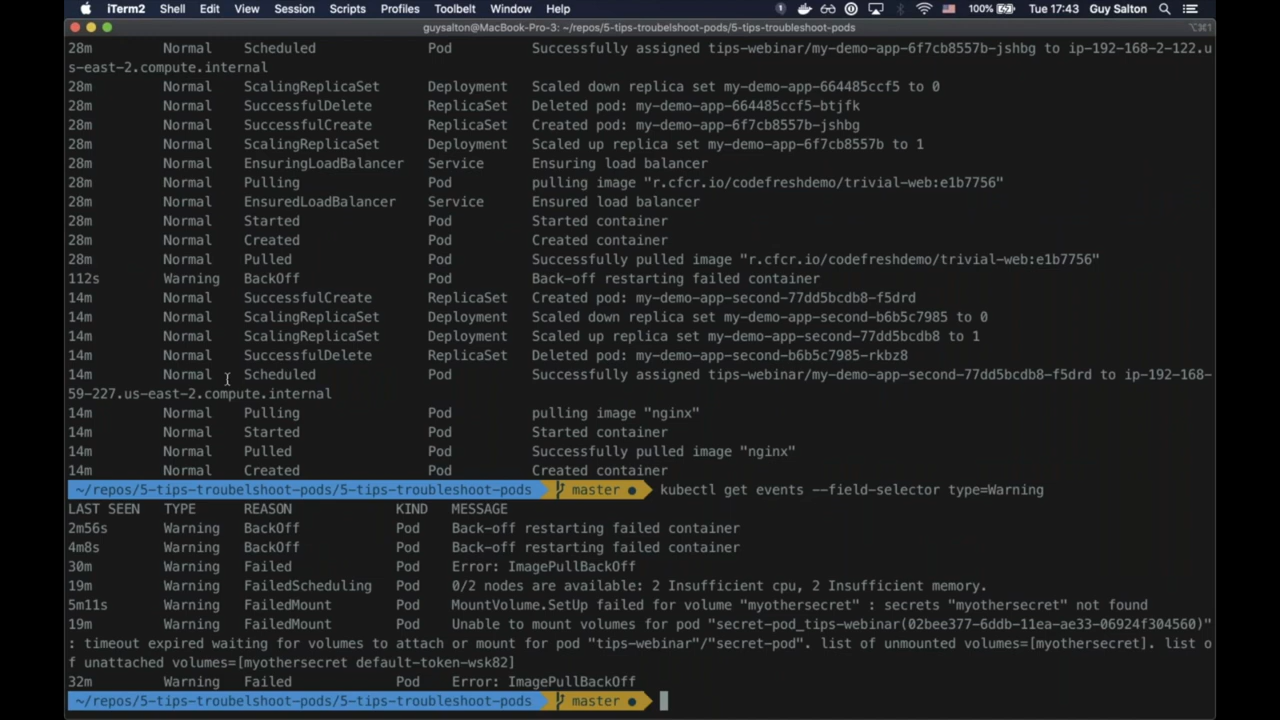 iTerm2 Shell Edit View Session Scripts Profiles Toolbelt Window Help 100% Tue 17:43 Guy Salton
guysalton@MacBook-Pro-3: ~/repos/5-tips-troubelshoot-pods/5-tips-troubleshoot-pods ⌥⌘1
28m Normal Scheduled Pod Successfully assigned tips-webinar/my-demo-app-6f7cb8557b-jshbg to ip-192-168-2-122.u
s-east-2.compute.internal
28m Normal ScalingReplicaSet Deployment Scaled down replica set my-demo-app-664485ccf5 to 0
28m Normal SuccessfulDelete ReplicaSet Deleted pod: my-demo-app-664485ccf5-btjfk
28m Normal SuccessfulCreate ReplicaSet Created pod: my-demo-app-6f7cb8557b-jshbg
28m Normal ScalingReplicaSet Deployment Scaled up replica set my-demo-app-6f7cb8557b to 1
28m Normal EnsuringLoadBalancer Service Ensuring load balancer
28m Normal Pulling Pod pulling image "r.cfcr.io/codefreshdemo/trivial-web:e1b7756"
28m Normal EnsuredLoadBalancer Service Ensured load balancer
28m Normal Started Pod Started container
28m Normal Created Pod Created container
28m Normal Pulled Pod Successfully pulled image "r.cfcr.io/codefreshdemo/trivial-web:e1b7756"
112s Warning BackOff Pod Back-off restarting failed container
14m Normal SuccessfulCreate ReplicaSet Created pod: my-demo-app-second-77dd5bcdb8-f5drd
14m Normal ScalingReplicaSet Deployment Scaled down replica set my-demo-app-second-b6b5c7985 to 0
14m Normal ScalingReplicaSet Deployment Scaled up replica set my-demo-app-second-77dd5bcdb8 to 1
14m Normal SuccessfulDelete ReplicaSet Deleted pod: my-demo-app-second-b6b5c7985-rkbz8
14m Normal Scheduled Pod Successfully assigned tips-webinar/my-demo-app-second-77dd5bcdb8-f5drd to ip-192-168-
59-227.us-east-2.compute.internal
14m Normal Pulling Pod pulling image "nginx"
14m Normal Started Pod Started container
14m Normal Pulled Pod Successfully pulled image "nginx"
14m Normal Created Pod Created container
~/repos/5-tips-troubelshoot-pods/5-tips-troubleshoot-pods master ● kubectl get events --field-selector type=Warning
LAST SEEN TYPE REASON KIND MESSAGE
2m56s Warning BackOff Pod Back-off restarting failed container
4m8s Warning BackOff Pod Back-off restarting failed container
30m Warning Failed Pod Error: ImagePullBackOff
19m Warning FailedScheduling Pod 0/2 nodes are available: 2 Insufficient cpu, 2 Insufficient memory.
5m11s Warning FailedMount Pod MountVolume.SetUp failed for volume "myothersecret" : secrets "myothersecret" not found
19m Warning FailedMount Pod Unable to mount volumes for pod "secret-pod_tips-webinar(02bee377-6ddb-11ea-ae33-06924f304560)"
: timeout expired waiting for volumes to attach or mount for pod "tips-webinar"/"secret-pod". list of unmounted volumes=[myothersecret]. list o
f unattached volumes=[myothersecret default-token-wsk82]
32m Warning Failed Pod Error: ImagePullBackOff
~/repos/5-tips-troubelshoot-pods/5-tips-troubleshoot-pods master ●